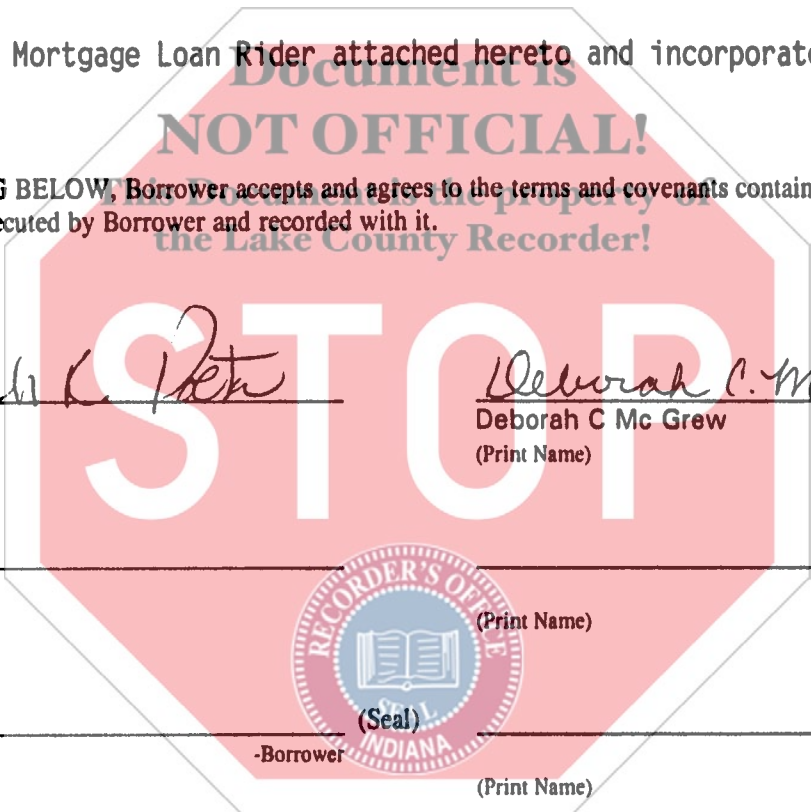 Mortgage Loan Rider attached hereto and incorporate
Document is
NOT OFFICIAL!
G BELOW, Borrower accepts and agrees to the terms and covenants contain
This Document is the property of
ecuted by Borrower and recorded with it.
the Lake County Recorder!
STOP
K.
Deborah C. M
Deborah C Mc Grew
(Print Name)
RECORDER'S OFFICE
(Print Name)
SEAL
(Seal)
INDIANA
-Borrower
(Print Name)